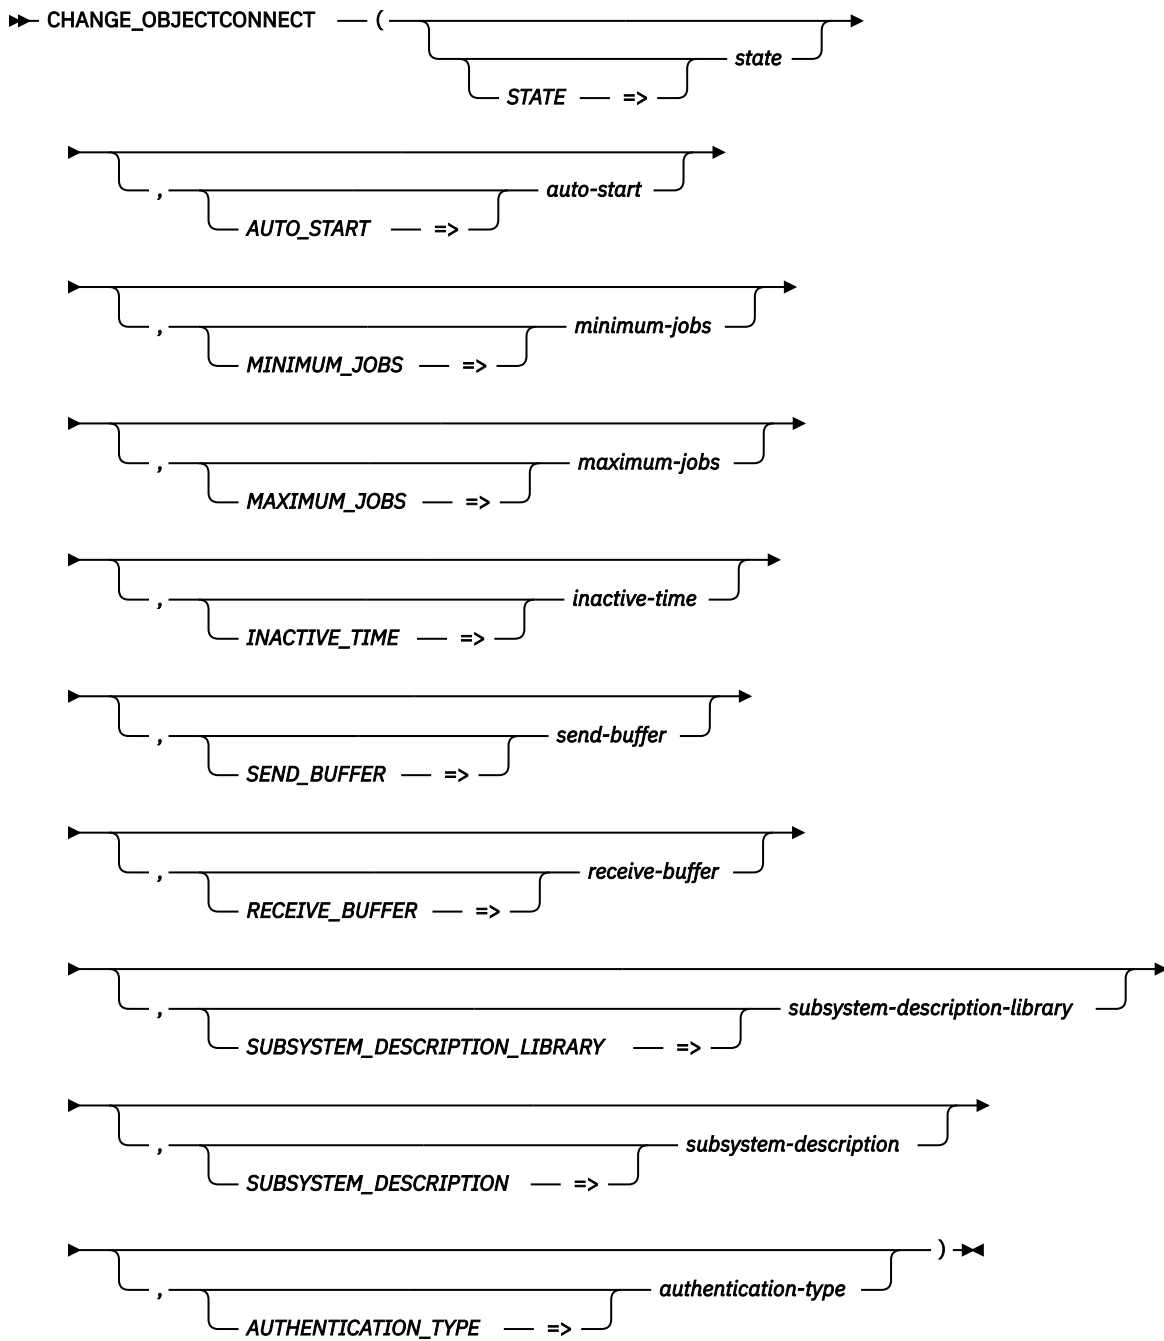 CHANGE_OBJECTCONNECT (
state
STATE =>
, auto-start
AUTO_START =>
, minimum-jobs
MINIMUM_JOBS =>
, maximum-jobs
MAXIMUM_JOBS =>
, inactive-time
INACTIVE_TIME =>
, send-buffer
SEND_BUFFER =>
, receive-buffer
RECEIVE_BUFFER =>
, subsystem-description-library
SUBSYSTEM_DESCRIPTION_LIBRARY =>
, subsystem-description
SUBSYSTEM_DESCRIPTION =>
)
, authentication-type
AUTHENTICATION_TYPE =>